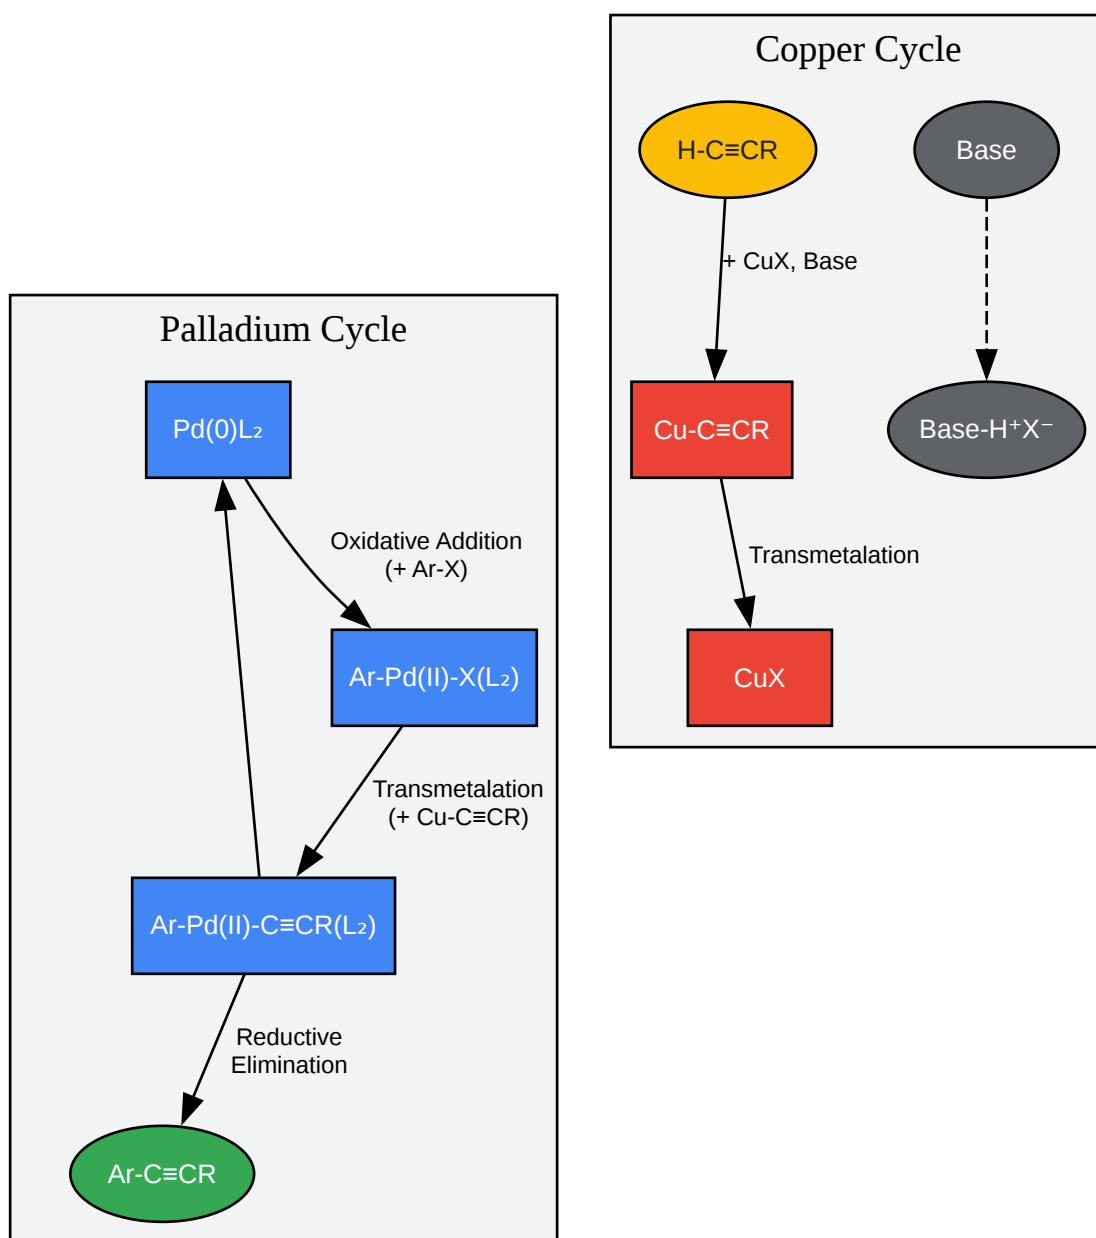 Copper Cycle
H-C≡CR
Base
+ CuX, Base
Cu-C≡CR
Base-H⁺X⁻
Transmetalation
CuX
Palladium Cycle
Pd(0)L₂
Oxidative Addition
(+ Ar-X)
Ar-Pd(II)-X(L₂)
Transmetalation
(+ Cu-C≡CR)
Ar-Pd(II)-C≡CR(L₂)
Reductive
Elimination
Ar-C≡CR